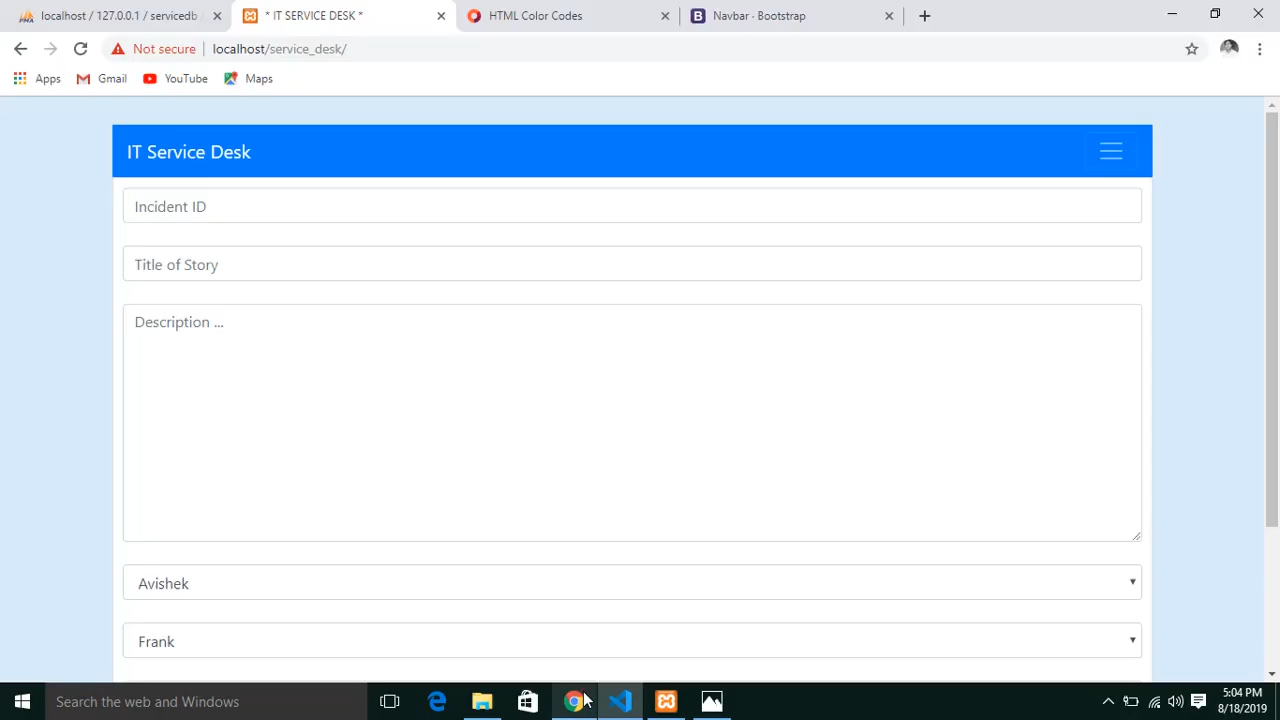 localhost / 127.0.0.1 / servicedb
* IT SERVICE DESK *
HTML Color Codes
Navbar · Bootstrap
Not secure
localhost/service_desk/
Apps
Gmail
YouTube
Maps
IT Service Desk
Incident ID
Title of Story
Description ...
Avishek
Frank
Search the web and Windows
5:04 PM
8/18/2019